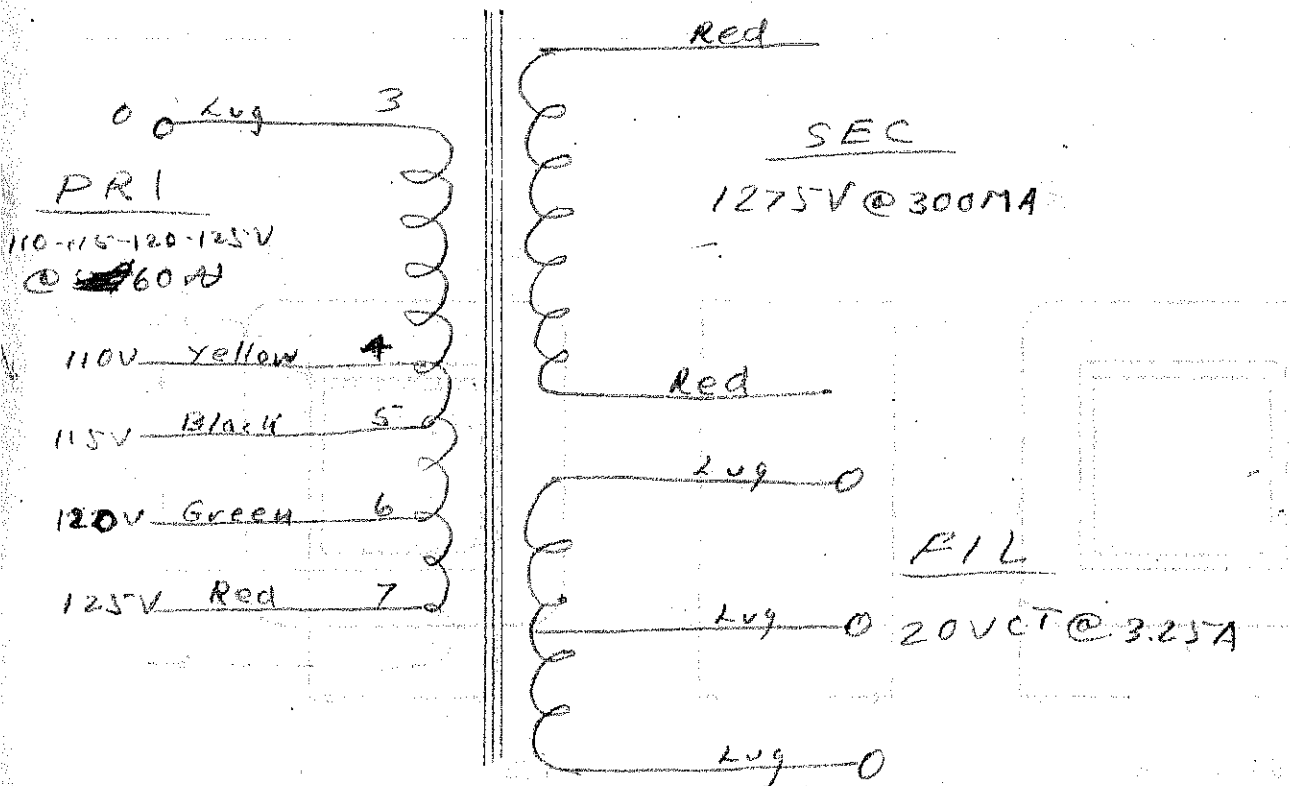 0 Lug 3
PRI
110-115-120-125V
@ 60
110V Yellow 4
115V Black 5
120V Green 6
125V Red 7
Red
SEC
1275V @ 300MA
Red
Lug
FIL
Lug 20VCT @ 3.25A
Lug